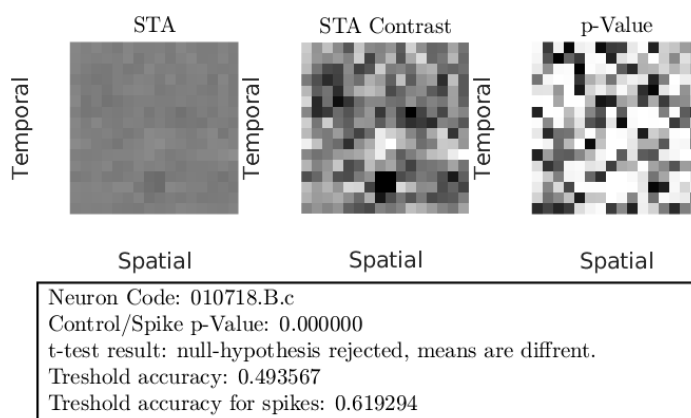 STA
STA Contrast
p-Value
Temporal
Temporal
Temporal
Spatial
Spatial
Spatial
Neuron Code: 010718.B.c
Control/Spike p-Value: 0.000000
t-test result: null-hypothesis rejected, means are diffrent.
Treshold accuracy: 0.493567
Treshold accuracy for spikes: 0.619294